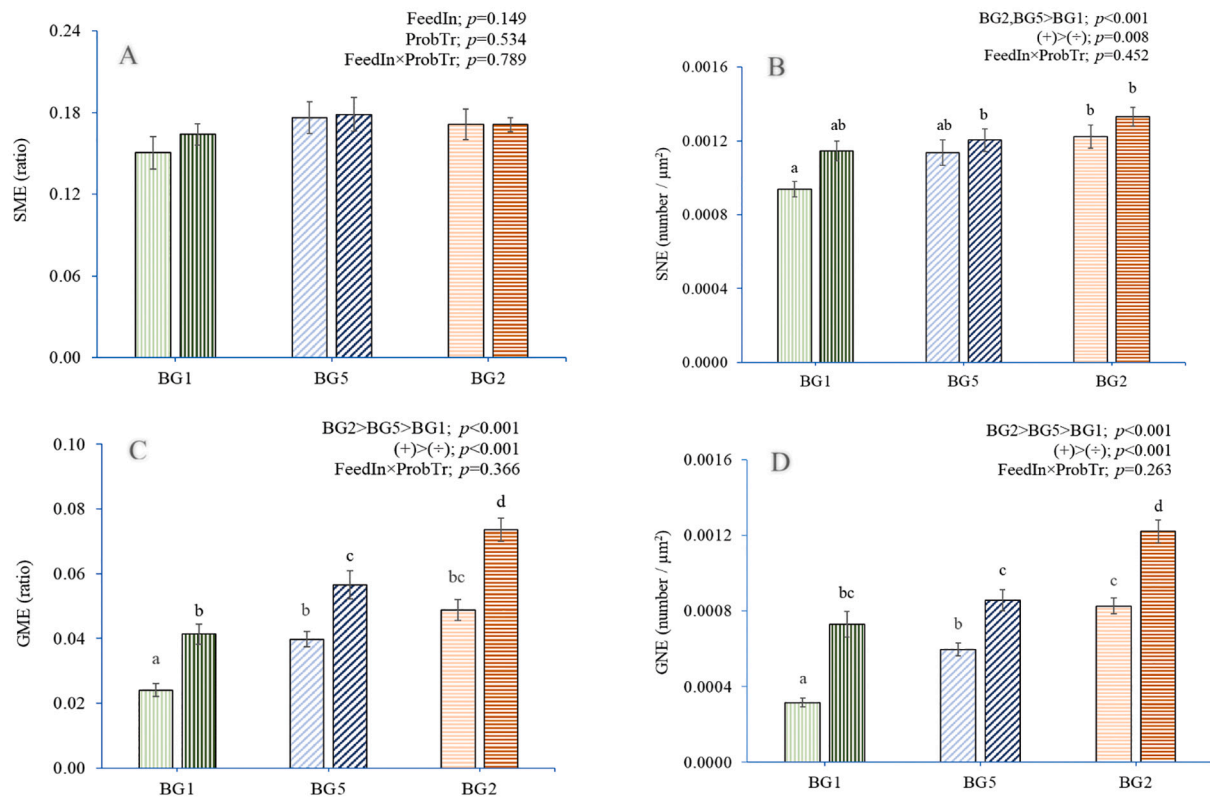 FeedIn; p=0.149
ProbTr; p=0.534
FeedIn×ProbTr; p=0.789
A
0.24
0.18
0.12
0.06
0.00
SME (ratio)
BG1 BG5 BG2
BG2,BG5>BG1; p<0.001
(+)>(÷); p=0.008
FeedIn×ProbTr; p=0.452
B
0.0016
0.0012
0.0008
0.0004
0.0000
SNE (number / µm²)
a ab ab b b b
BG1 BG5 BG2
BG2>BG5>BG1; p<0.001
(+)>(÷); p<0.001
FeedIn×ProbTr; p=0.366
C
0.10
0.08
0.06
0.04
0.02
0.00
GME (ratio)
a b b c bc d
BG1 BG5 BG2
BG2>BG5>BG1; p<0.001
(+)>(÷); p<0.001
FeedIn×ProbTr; p=0.263
D
0.0016
0.0012
0.0008
0.0004
0.0000
GNE (number / µm²)
a bc b c c d
BG1 BG5 BG2